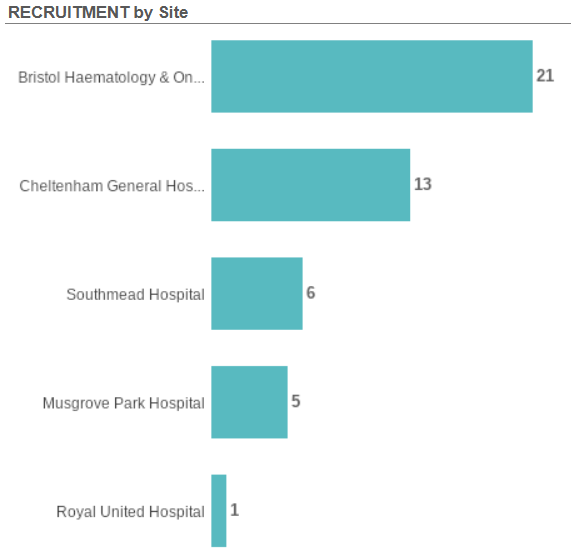 RECRUITMENT by Site
Bristol Haematology & On... 21
Cheltenham General Hos... 13
Southmead Hospital 6
Musgrove Park Hospital 5
Royal United Hospital 1